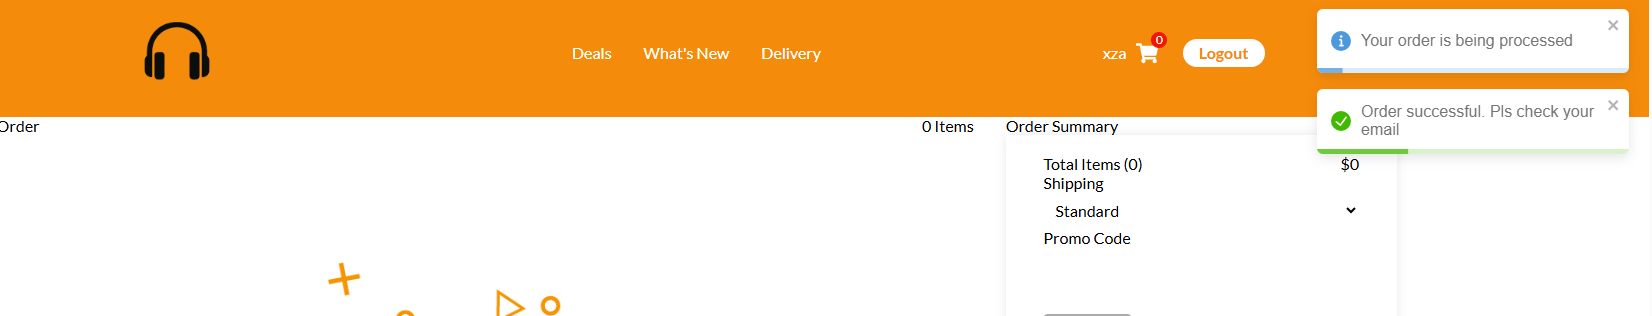 Deals
What's New
Delivery
xza
0
Logout
Your order is being processed
Order successful. Pls check your
email
Order
0 Items
Order Summary
Total Items (0)
$0
Shipping
Standard
Promo Code